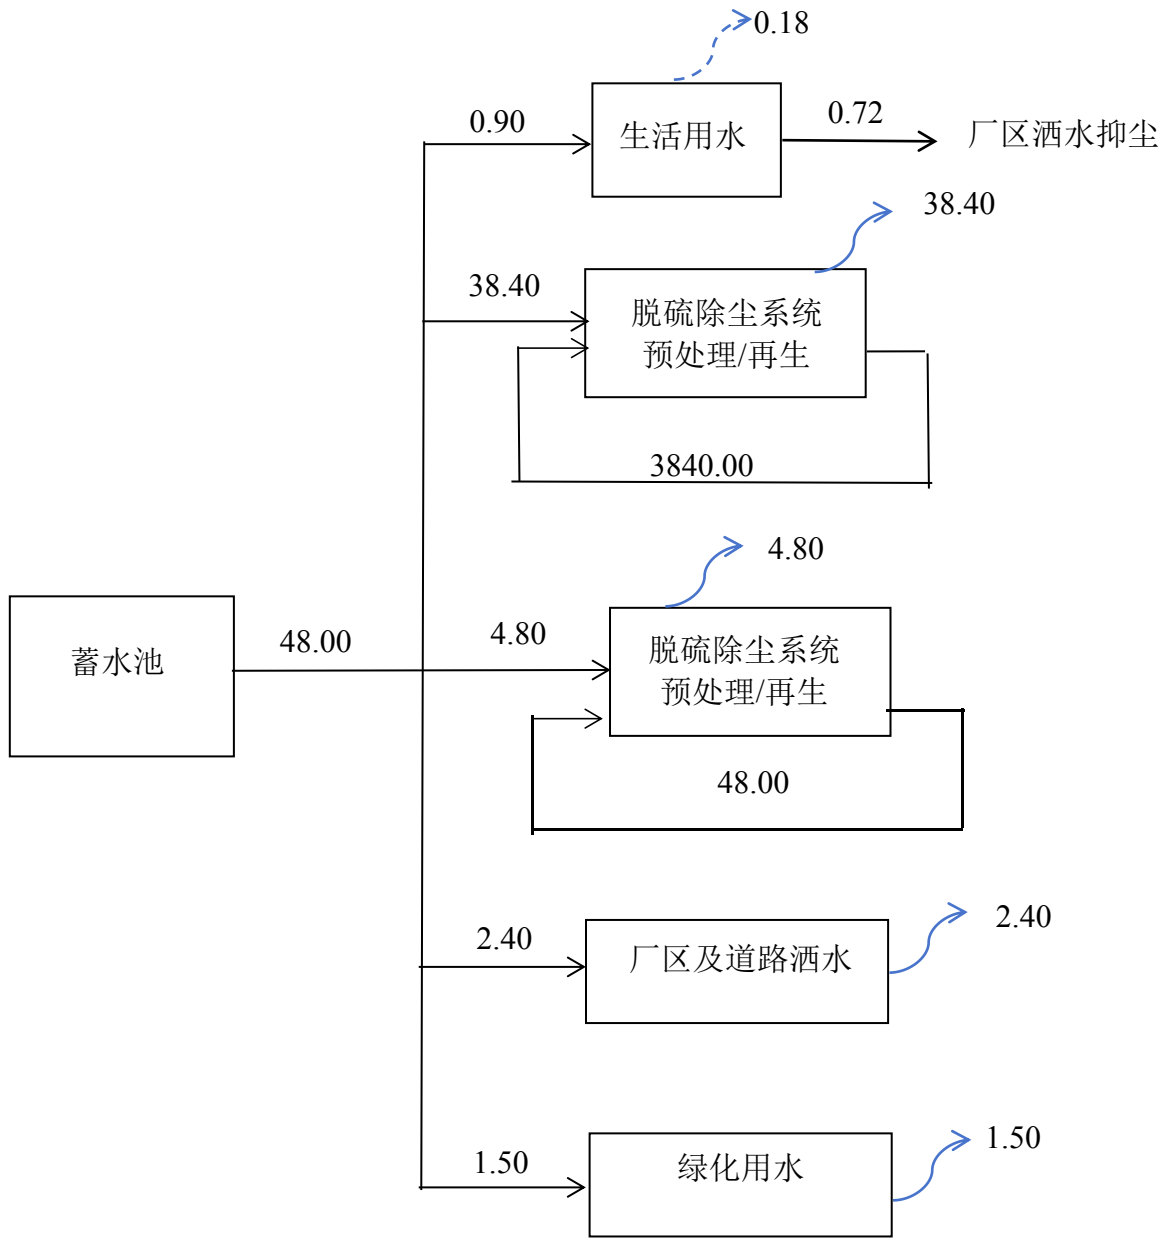 0.18
0.90
生活用水
0.72
厂区洒水抑尘
38.40
38.40
脱硫除尘系统
预处理/再生
3840.00
4.80
蓄水池
48.00
4.80
脱硫除尘系统
预处理/再生
48.00
2.40
厂区及道路洒水
2.40
1.50
绿化用水
1.50